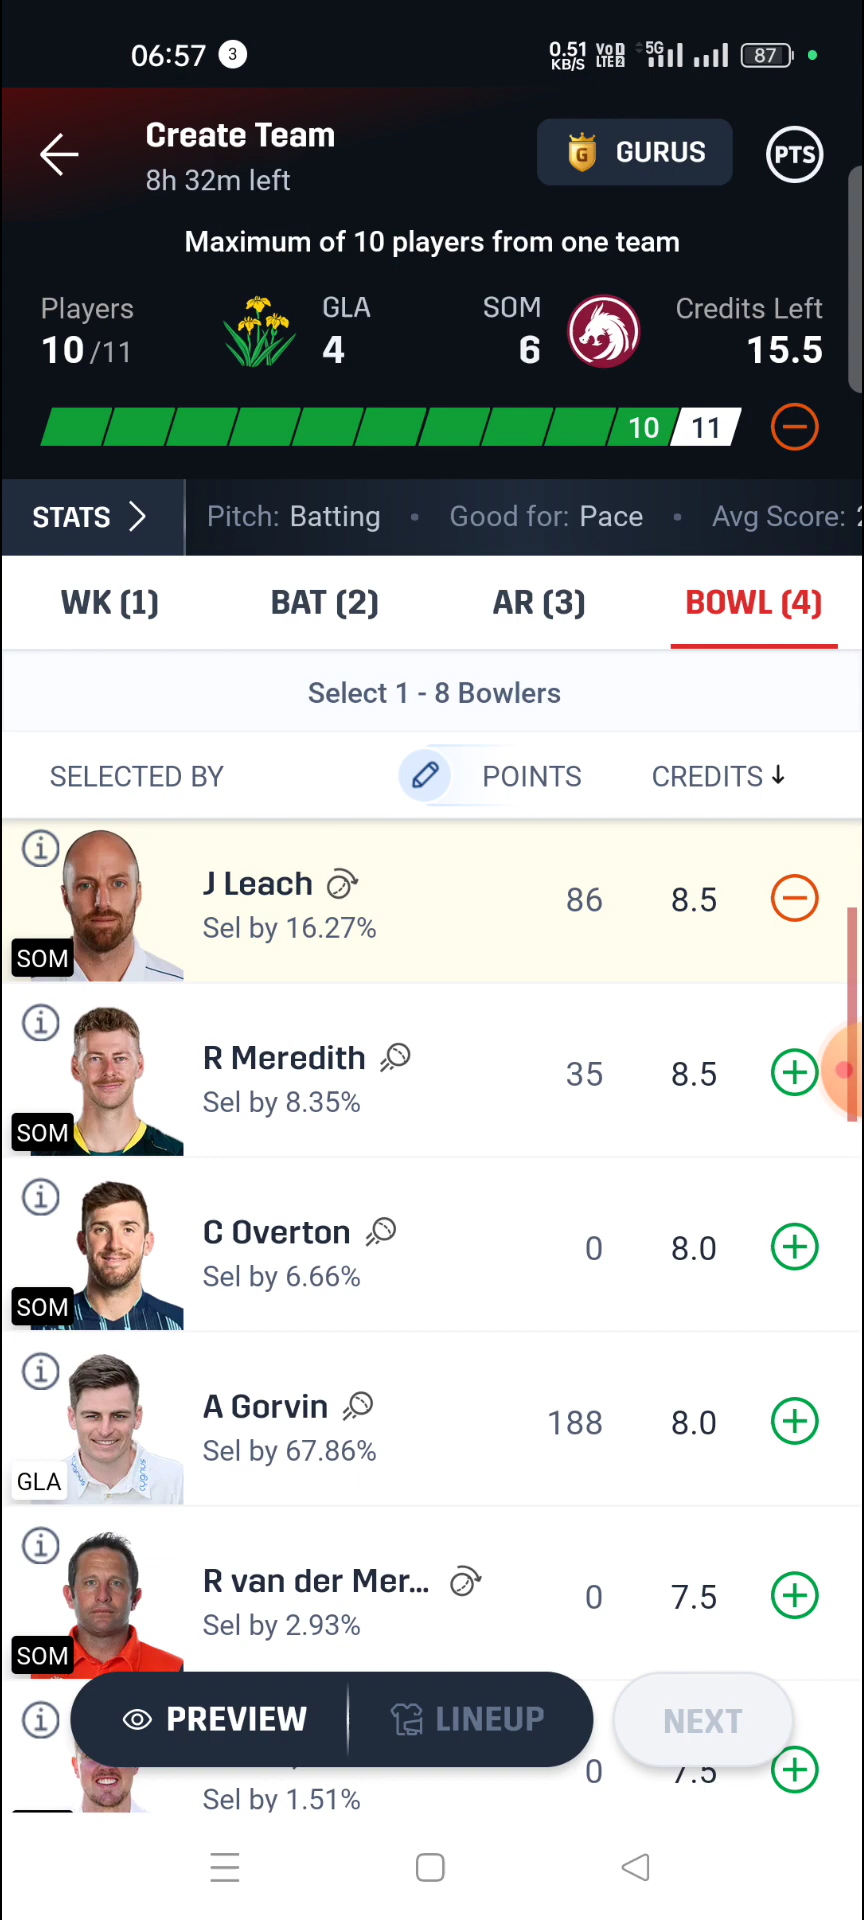 06:57 3 0.51 KB/S VoD LTE2 5G 87
Create Team
8h 32m left
GURUS
PTS
Maximum of 10 players from one team
Players GLA SOM Credits Left
10/11 4 6 15.5
10 11
STATS Pitch: Batting • Good for: Pace • Avg Score:
WK (1) BAT (2) AR (3) BOWL (4)
Select 1 - 8 Bowlers
SELECTED BY POINTS CREDITS ↓
J Leach 86 8.5
Sel by 16.27%
SOM
R Meredith 35 8.5
Sel by 8.35%
SOM
C Overton 0 8.0
Sel by 6.66%
SOM
A Gorvin 188 8.0
Sel by 67.86%
GLA
R van der Mer... 0 7.5
Sel by 2.93%
SOM
PREVIEW LINEUP NEXT
0 7.5
Sel by 1.51%